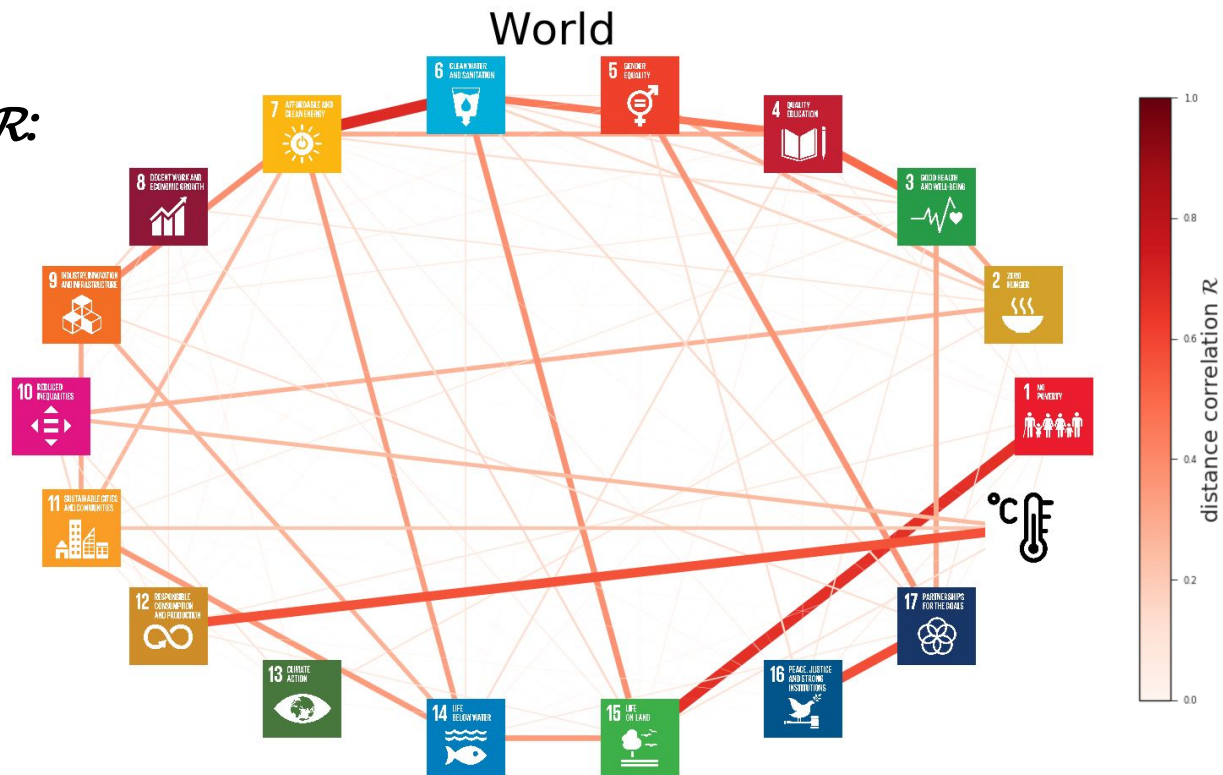 World
ℛ:
6 CLEAN WATER
AND SANITATION
5 GENDER
EQUALITY
7 AFFORDABLE AND
CLEAN ENERGY
4 QUALITY
EDUCATION
8 DECENT WORK AND
ECONOMIC GROWTH
3 GOOD HEALTH
AND WELL-BEING
9 INDUSTRY, INNOVATION
AND INFRASTRUCTURE
2 ZERO
HUNGER
10 REDUCED
INEQUALITIES
1 NO
POVERTY
11 SUSTAINABLE CITIES
AND COMMUNITIES
°C
12 RESPONSIBLE
CONSUMPTION
AND PRODUCTION
17 PARTNERSHIPS
FOR THE GOALS
13 CLIMATE
ACTION
16 PEACE, JUSTICE
AND STRONG
INSTITUTIONS
14 LIFE
BELOW WATER
15 LIFE
ON LAND
1.0
0.8
0.6
0.4
0.2
0.0
distance correlation ℛ